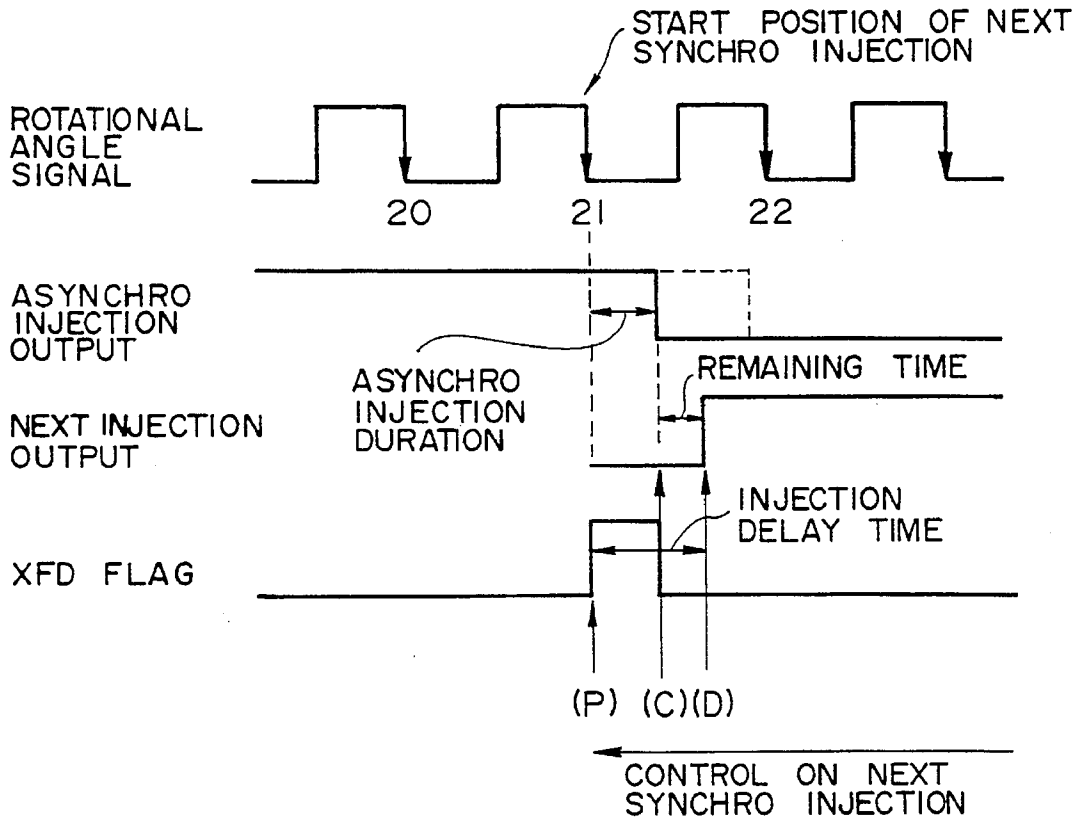 START POSITION OF NEXT
SYNCHRO INJECTION
ROTATIONAL
ANGLE
SIGNAL
20 21 22
ASYNCHRO
INJECTION
OUTPUT
ASYNCHRO
INJECTION
DURATION
REMAINING TIME
NEXT INJECTION
OUTPUT
INJECTION
DELAY TIME
XFD FLAG
(P) (C) (D)
CONTROL ON NEXT
SYNCHRO INJECTION